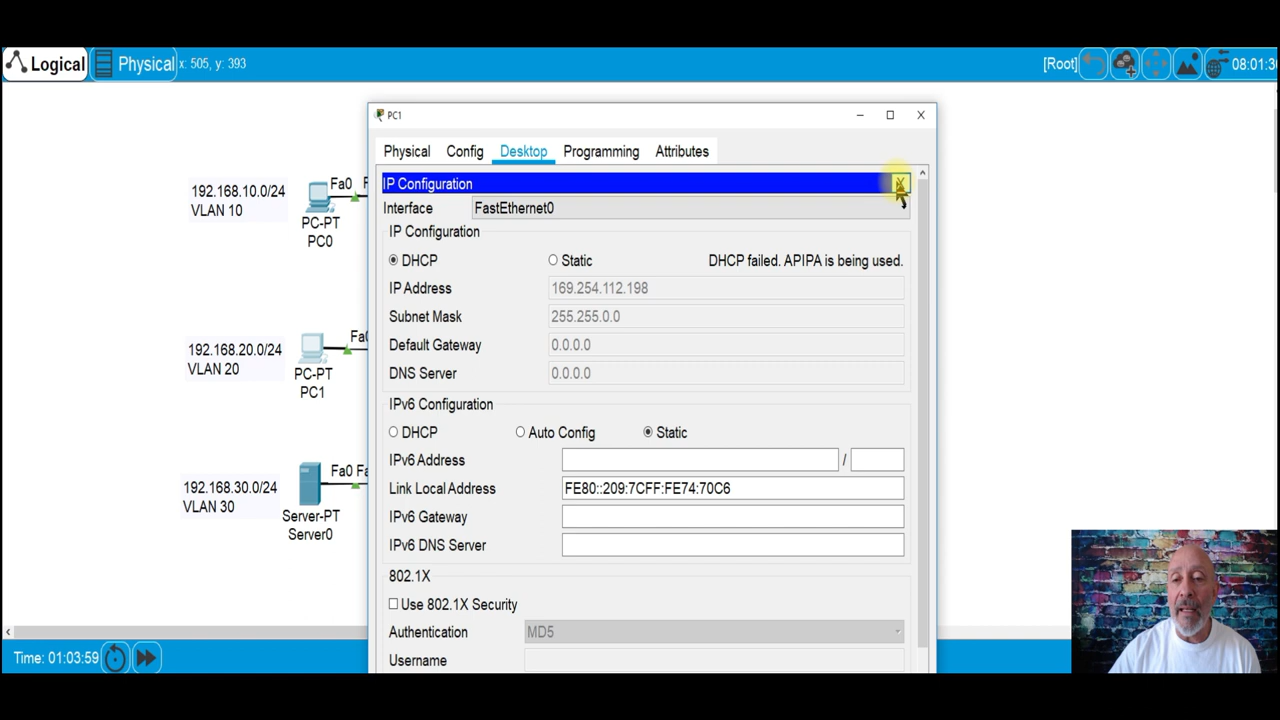 Logical
Physical
x: 505, y: 393
[Root]
08:01:3
PC1
Physical Config Desktop Programming Attributes
IP Configuration
X
Interface FastEthernet0
IP Configuration
DHCP Static DHCP failed. APIPA is being used.
IP Address 169.254.112.198
Subnet Mask 255.255.0.0
Default Gateway 0.0.0.0
DNS Server 0.0.0.0
IPv6 Configuration
DHCP Auto Config Static
IPv6 Address /
Link Local Address FE80::209:7CFF:FE74:70C6
IPv6 Gateway
IPv6 DNS Server
802.1X
Use 802.1X Security
Authentication MD5
Username
192.168.10.0/24
VLAN 10
Fa0 F
PC-PT
PC0
192.168.20.0/24
VLAN 20
Fa0
PC-PT
PC1
192.168.30.0/24
VLAN 30
Fa0 Fa
Server-PT
Server0
Time: 01:03:59